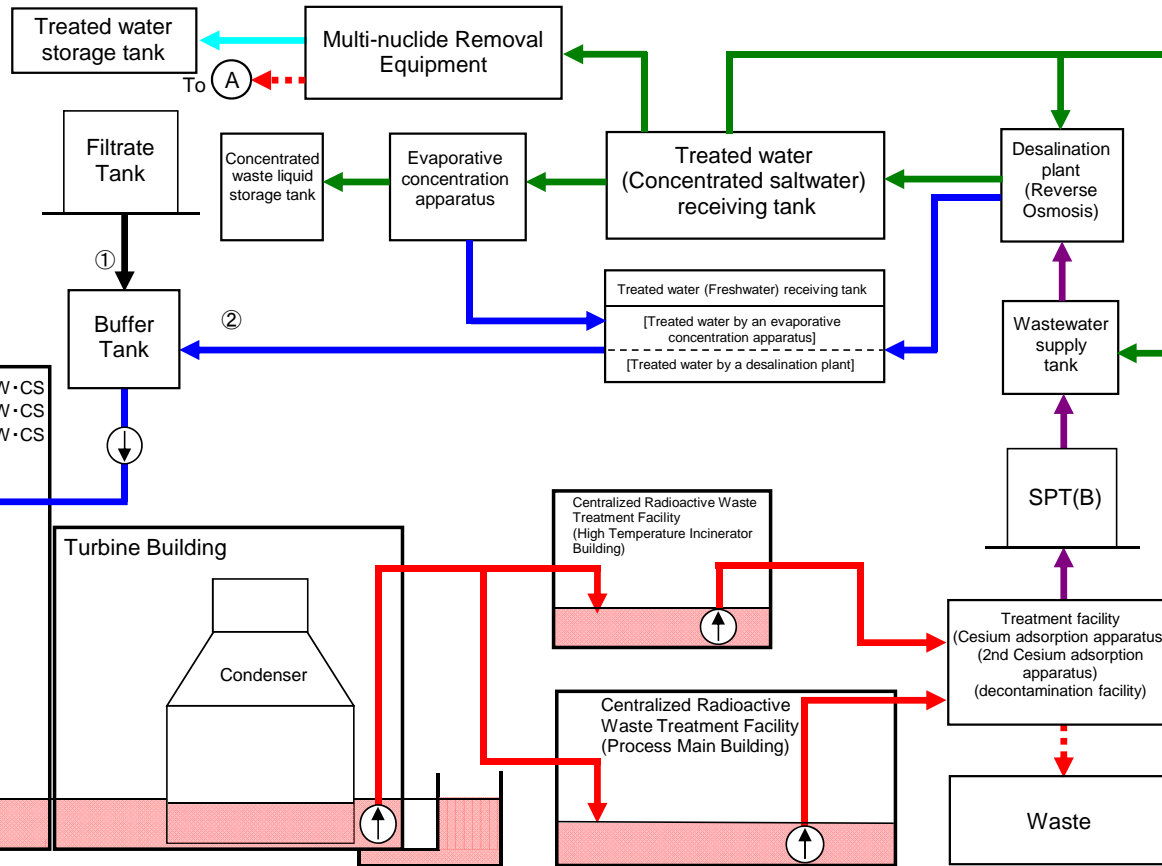 Treated water
storage tank
Multi-nuclide Removal
Equipment
To A
Filtrate
Tank
Concentrated
waste liquid
storage tank
Evaporative
concentration
apparatus
Treated water
(Concentrated saltwater)
receiving tank
Desalination
plant
(Reverse
Osmosis)
①
Buffer
Tank
②
Treated water (Freshwater) receiving tank
[Treated water by an evaporative
concentration apparatus]
[Treated water by a desalination plant]
Wastewater
supply
tank
W・CS
W・CS
W・CS
SPT(B)
Turbine Building
Condenser
Centralized Radioactive Waste
Treatment Facility
(High Temperature Incinerator
Building)
Treatment facility
(Cesium adsorption apparatus
(2nd Cesium adsorption
apparatus)
(decontamination facility)
Centralized Radioactive
Waste Treatment Facility
(Process Main Building)
Waste